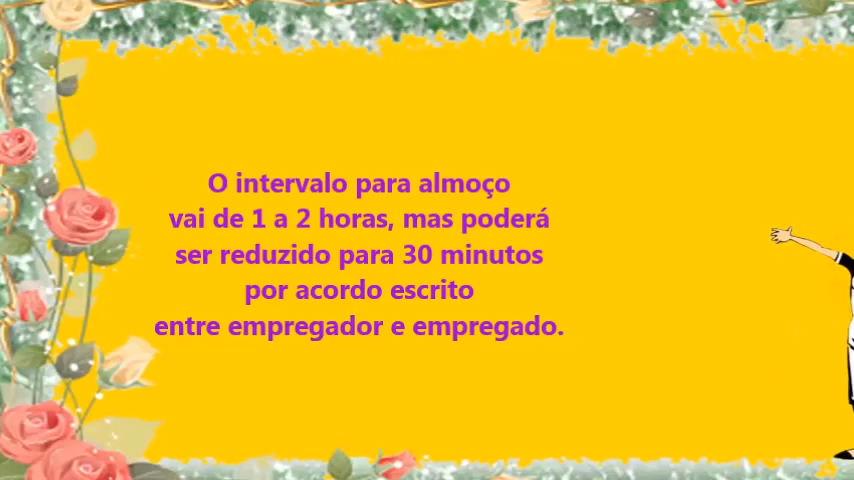 O intervalo para almoço
vai de 1 a 2 horas, mas poderá
ser reduzido para 30 minutos
por acordo escrito
entre empregador e empregado.